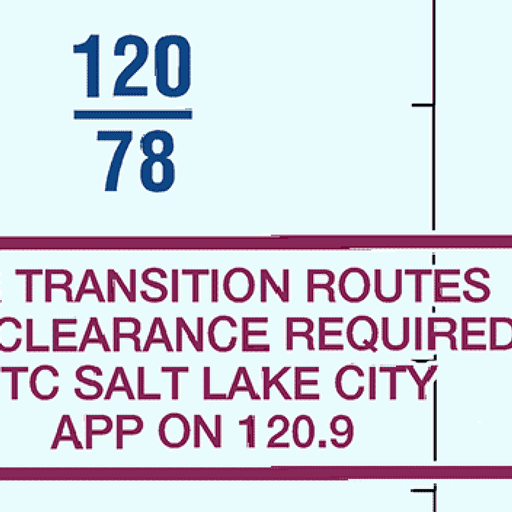 120
78
TRANSITION ROUTES
CLEARANCE REQUIRED
TC SALT LAKE CITY
APP ON 120.9